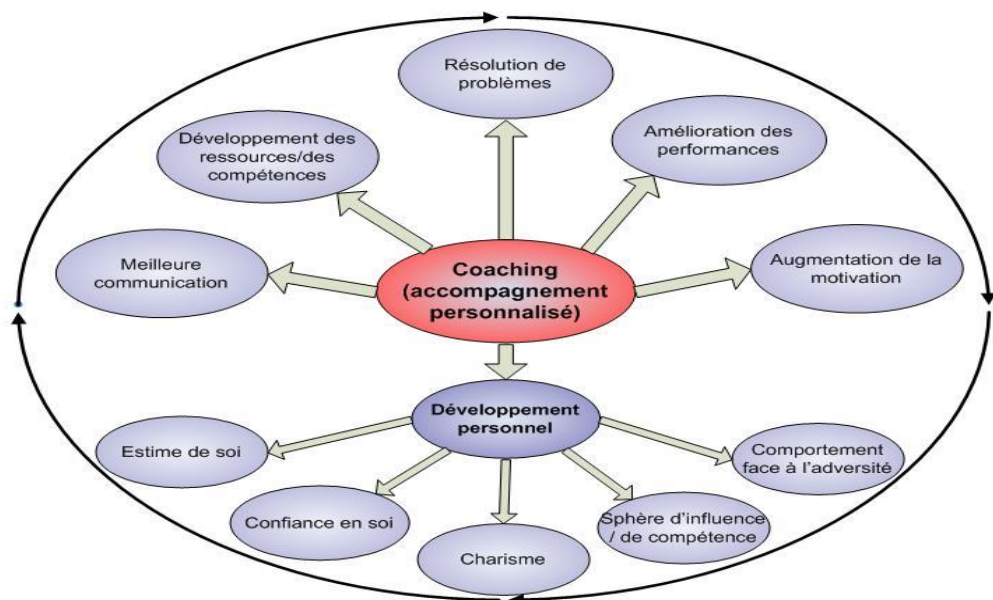 Résolution de
problèmes
Développement des
ressources/des
compétences
Amélioration des
performances
Meilleure
communication
Coaching
(accompagnement
personnalisé)
Augmentation de la
motivation
Développement
personnel
Estime de soi
Comportement
face à l'adversité
Confiance en soi
Sphère d'influence
/ de compétence
Charisme